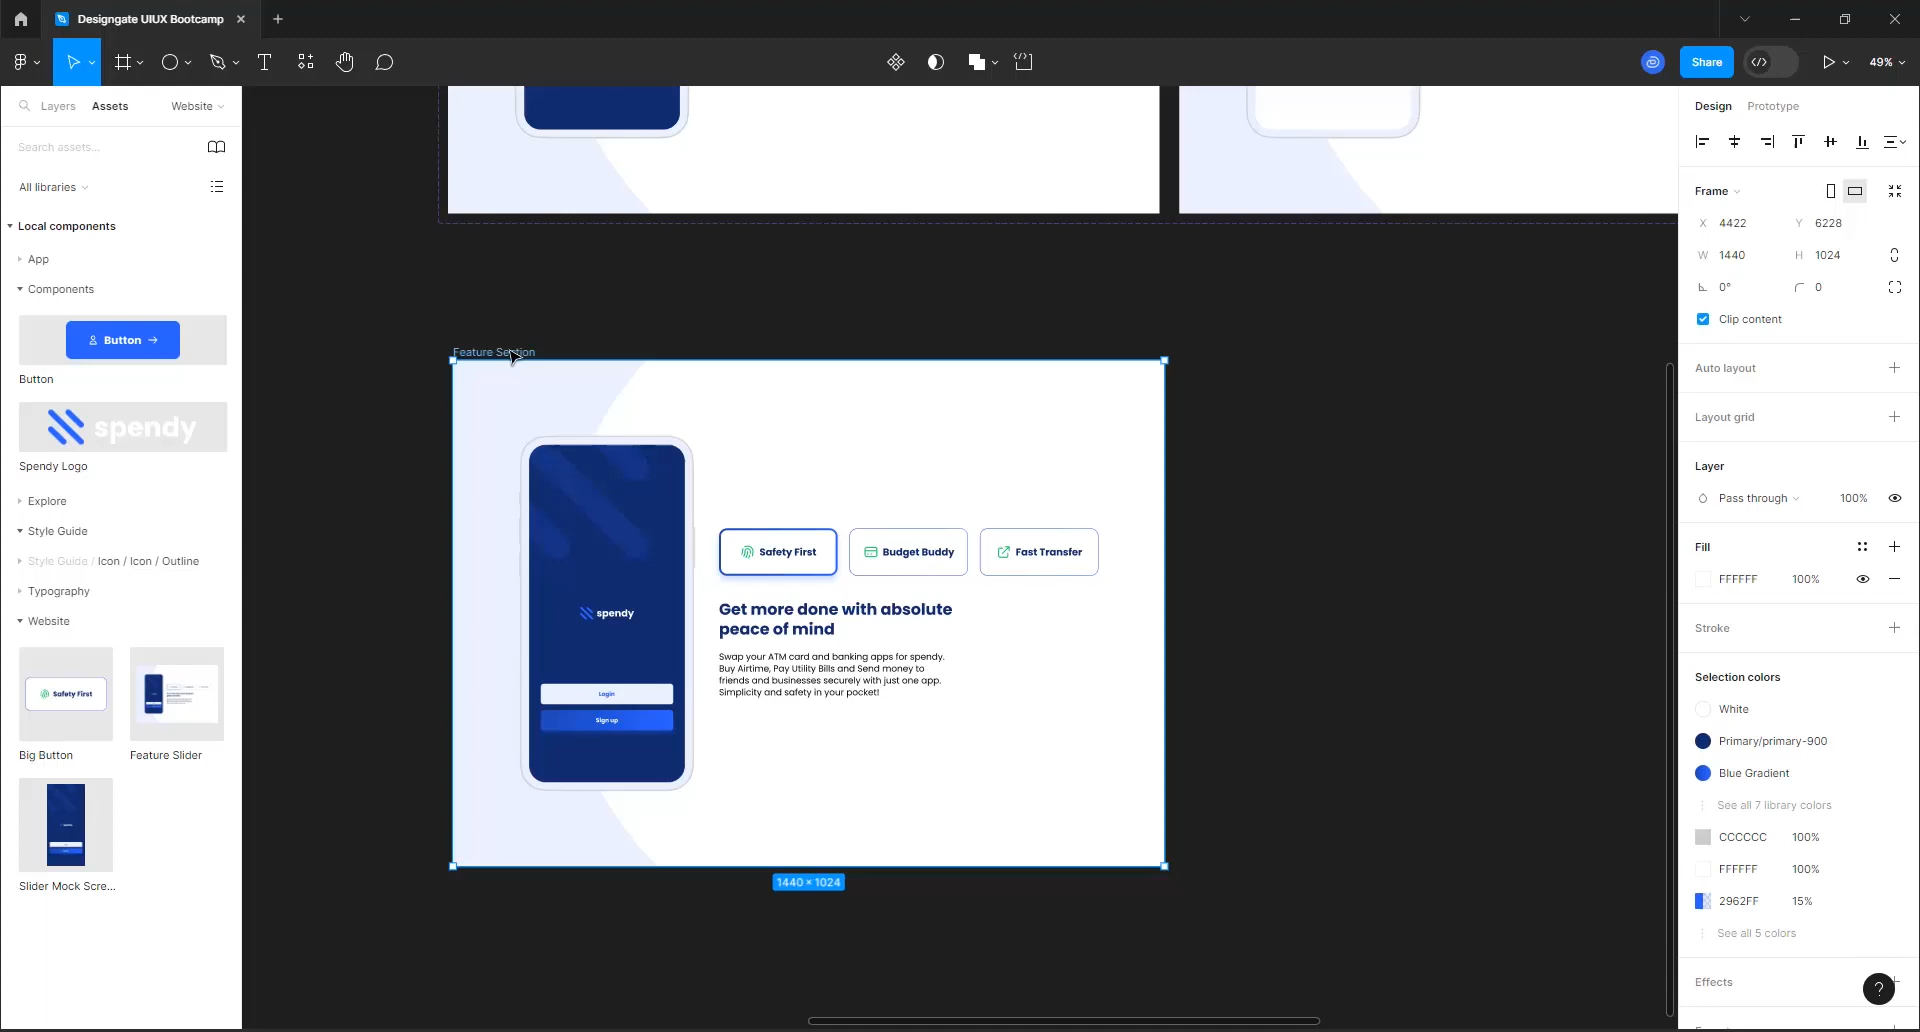 Designgate UIUX Bootcamp
Share
49%
Layers
Assets
Website
Search assets...
All libraries
Local components
App
Components
Button
Button
spendy
Spendy Logo
Explore
Style Guide
Style Guide / Icon / Icon / Outline
Typography
Website
Safety First
Big Button
Feature Slider
Slider Mock Scre...
Feature Section
spendy
Login
Sign up
Safety First
Budget Buddy
Fast Transfer
Get more done with absolute
peace of mind
Swap your ATM card and banking apps for spendy.
Buy Airtime, Pay Utility Bills and Send money to
friends and businesses securely with just one app.
Simplicity and safety in your pocket!
1440 × 1024
Design
Prototype
Frame
X 4422
Y 6228
W 1440
H 1024
0°
0
Clip content
Auto layout
Layout grid
Layer
Pass through
100%
Fill
FFFFFF
100%
Stroke
Selection colors
White
Primary/primary-900
Blue Gradient
See all 7 library colors
CCCCCC
100%
FFFFFF
100%
2962FF
15%
See all 5 colors
Effects
?